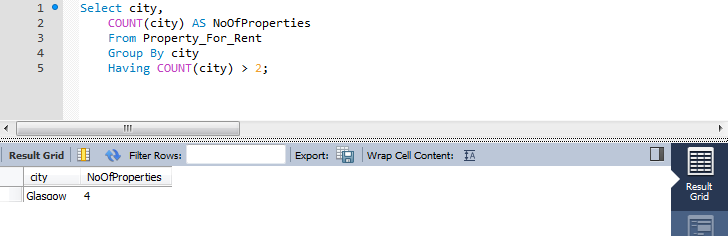 1 Select city,
2 COUNT(city) AS NoOfProperties
3 From Property_For_Rent
4 Group By city
5 Having COUNT(city) > 2;
Result Grid Filter Rows: Export: Wrap Cell Content:
city NoOfProperties
Glasgow 4
Result
Grid